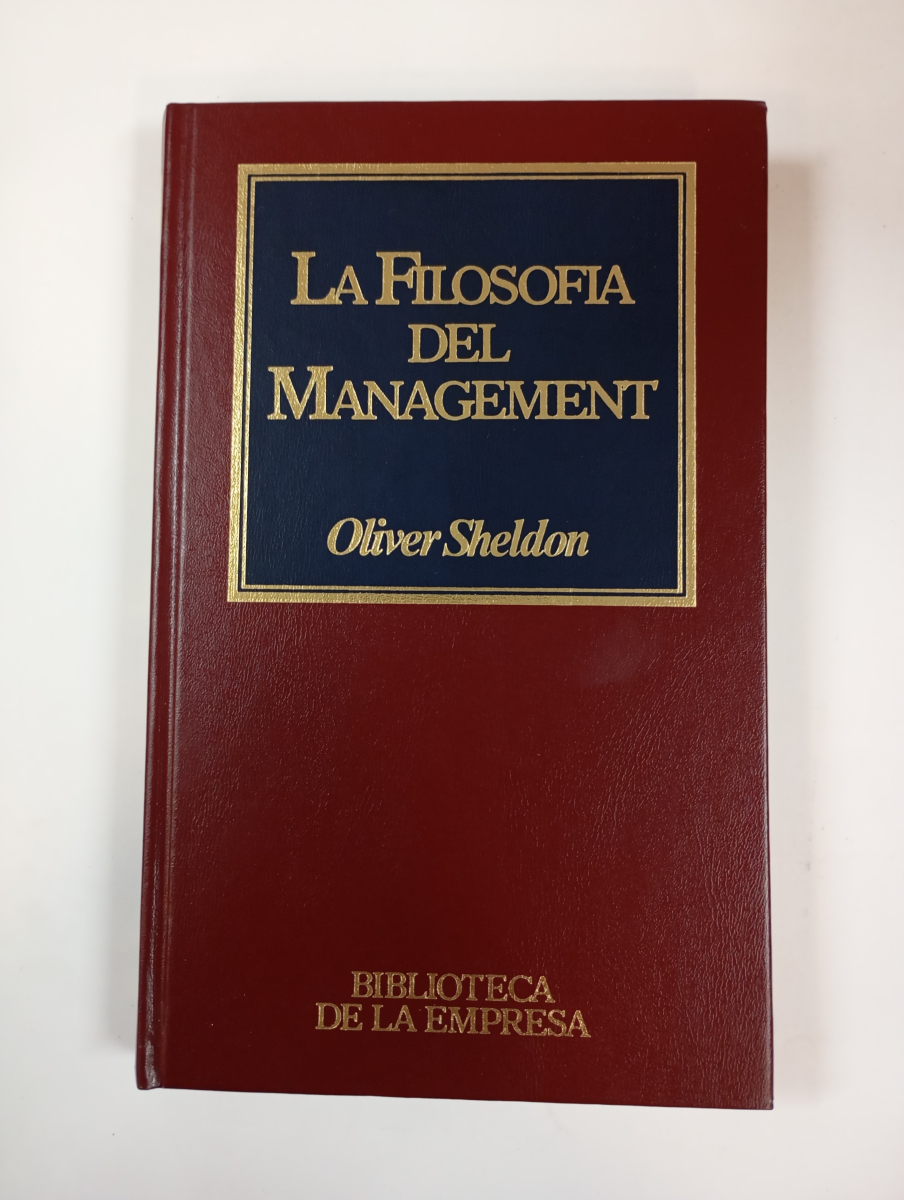 LA FILOSOFIA
DEL
MANAGEMENT
Oliver Sheldon
BIBLIOTECA
DE LA EMPRESA